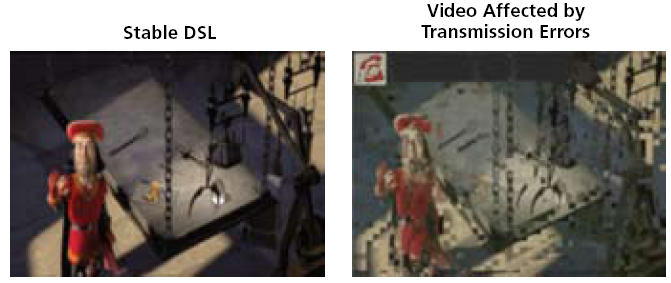 Stable DSL
Video Affected by
Transmission Errors